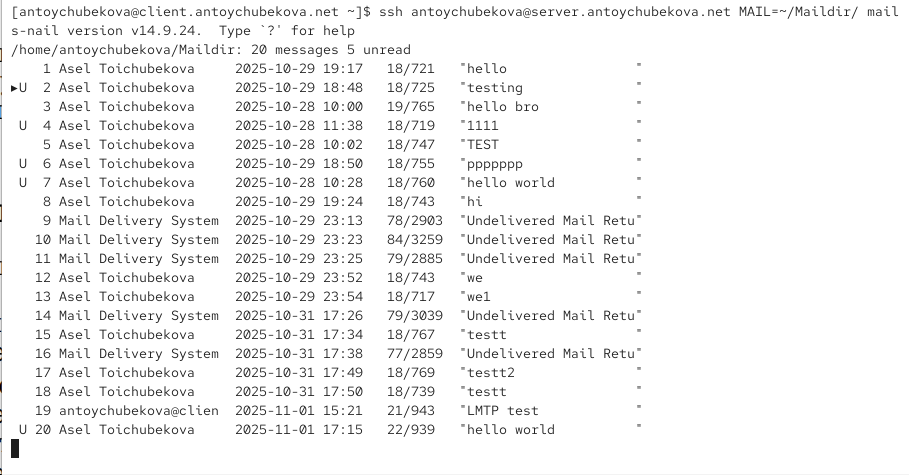 [antoychubekova@client.antoychubekova.net ~]$ ssh antoychubekova@server.antoychubekova.net MAIL=~/Maildir/ mail
s-nail version v14.9.24.  Type `?' for help
/home/antoychubekova/Maildir: 20 messages 5 unread
    1 Asel Toichubekova     2025-10-29 19:17   18/721   "hello                "
▸U  2 Asel Toichubekova     2025-10-29 18:48   18/725   "testing              "
    3 Asel Toichubekova     2025-10-28 10:00   19/765   "hello bro            "
 U  4 Asel Toichubekova     2025-10-28 11:38   18/719   "1111                 "
    5 Asel Toichubekova     2025-10-28 10:02   18/747   "TEST                 "
 U  6 Asel Toichubekova     2025-10-29 18:50   18/755   "ppppppp              "
 U  7 Asel Toichubekova     2025-10-28 10:28   18/760   "hello world          "
    8 Asel Toichubekova     2025-10-29 19:24   18/743   "hi                   "
    9 Mail Delivery System  2025-10-29 23:13   78/2903  "Undelivered Mail Retu"
   10 Mail Delivery System  2025-10-29 23:23   84/3259  "Undelivered Mail Retu"
   11 Mail Delivery System  2025-10-29 23:25   79/2885  "Undelivered Mail Retu"
   12 Asel Toichubekova     2025-10-29 23:52   18/743   "we                   "
   13 Asel Toichubekova     2025-10-29 23:54   18/717   "we1                  "
   14 Mail Delivery System  2025-10-31 17:26   79/3039  "Undelivered Mail Retu"
   15 Asel Toichubekova     2025-10-31 17:34   18/767   "testt                "
   16 Mail Delivery System  2025-10-31 17:38   77/2859  "Undelivered Mail Retu"
   17 Asel Toichubekova     2025-10-31 17:49   18/769   "testt2               "
   18 Asel Toichubekova     2025-10-31 17:50   18/739   "testt                "
   19 antoychubekova@clien  2025-11-01 15:21   21/943   "LMTP test            "
 U 20 Asel Toichubekova     2025-11-01 17:15   22/939   "hello world          "